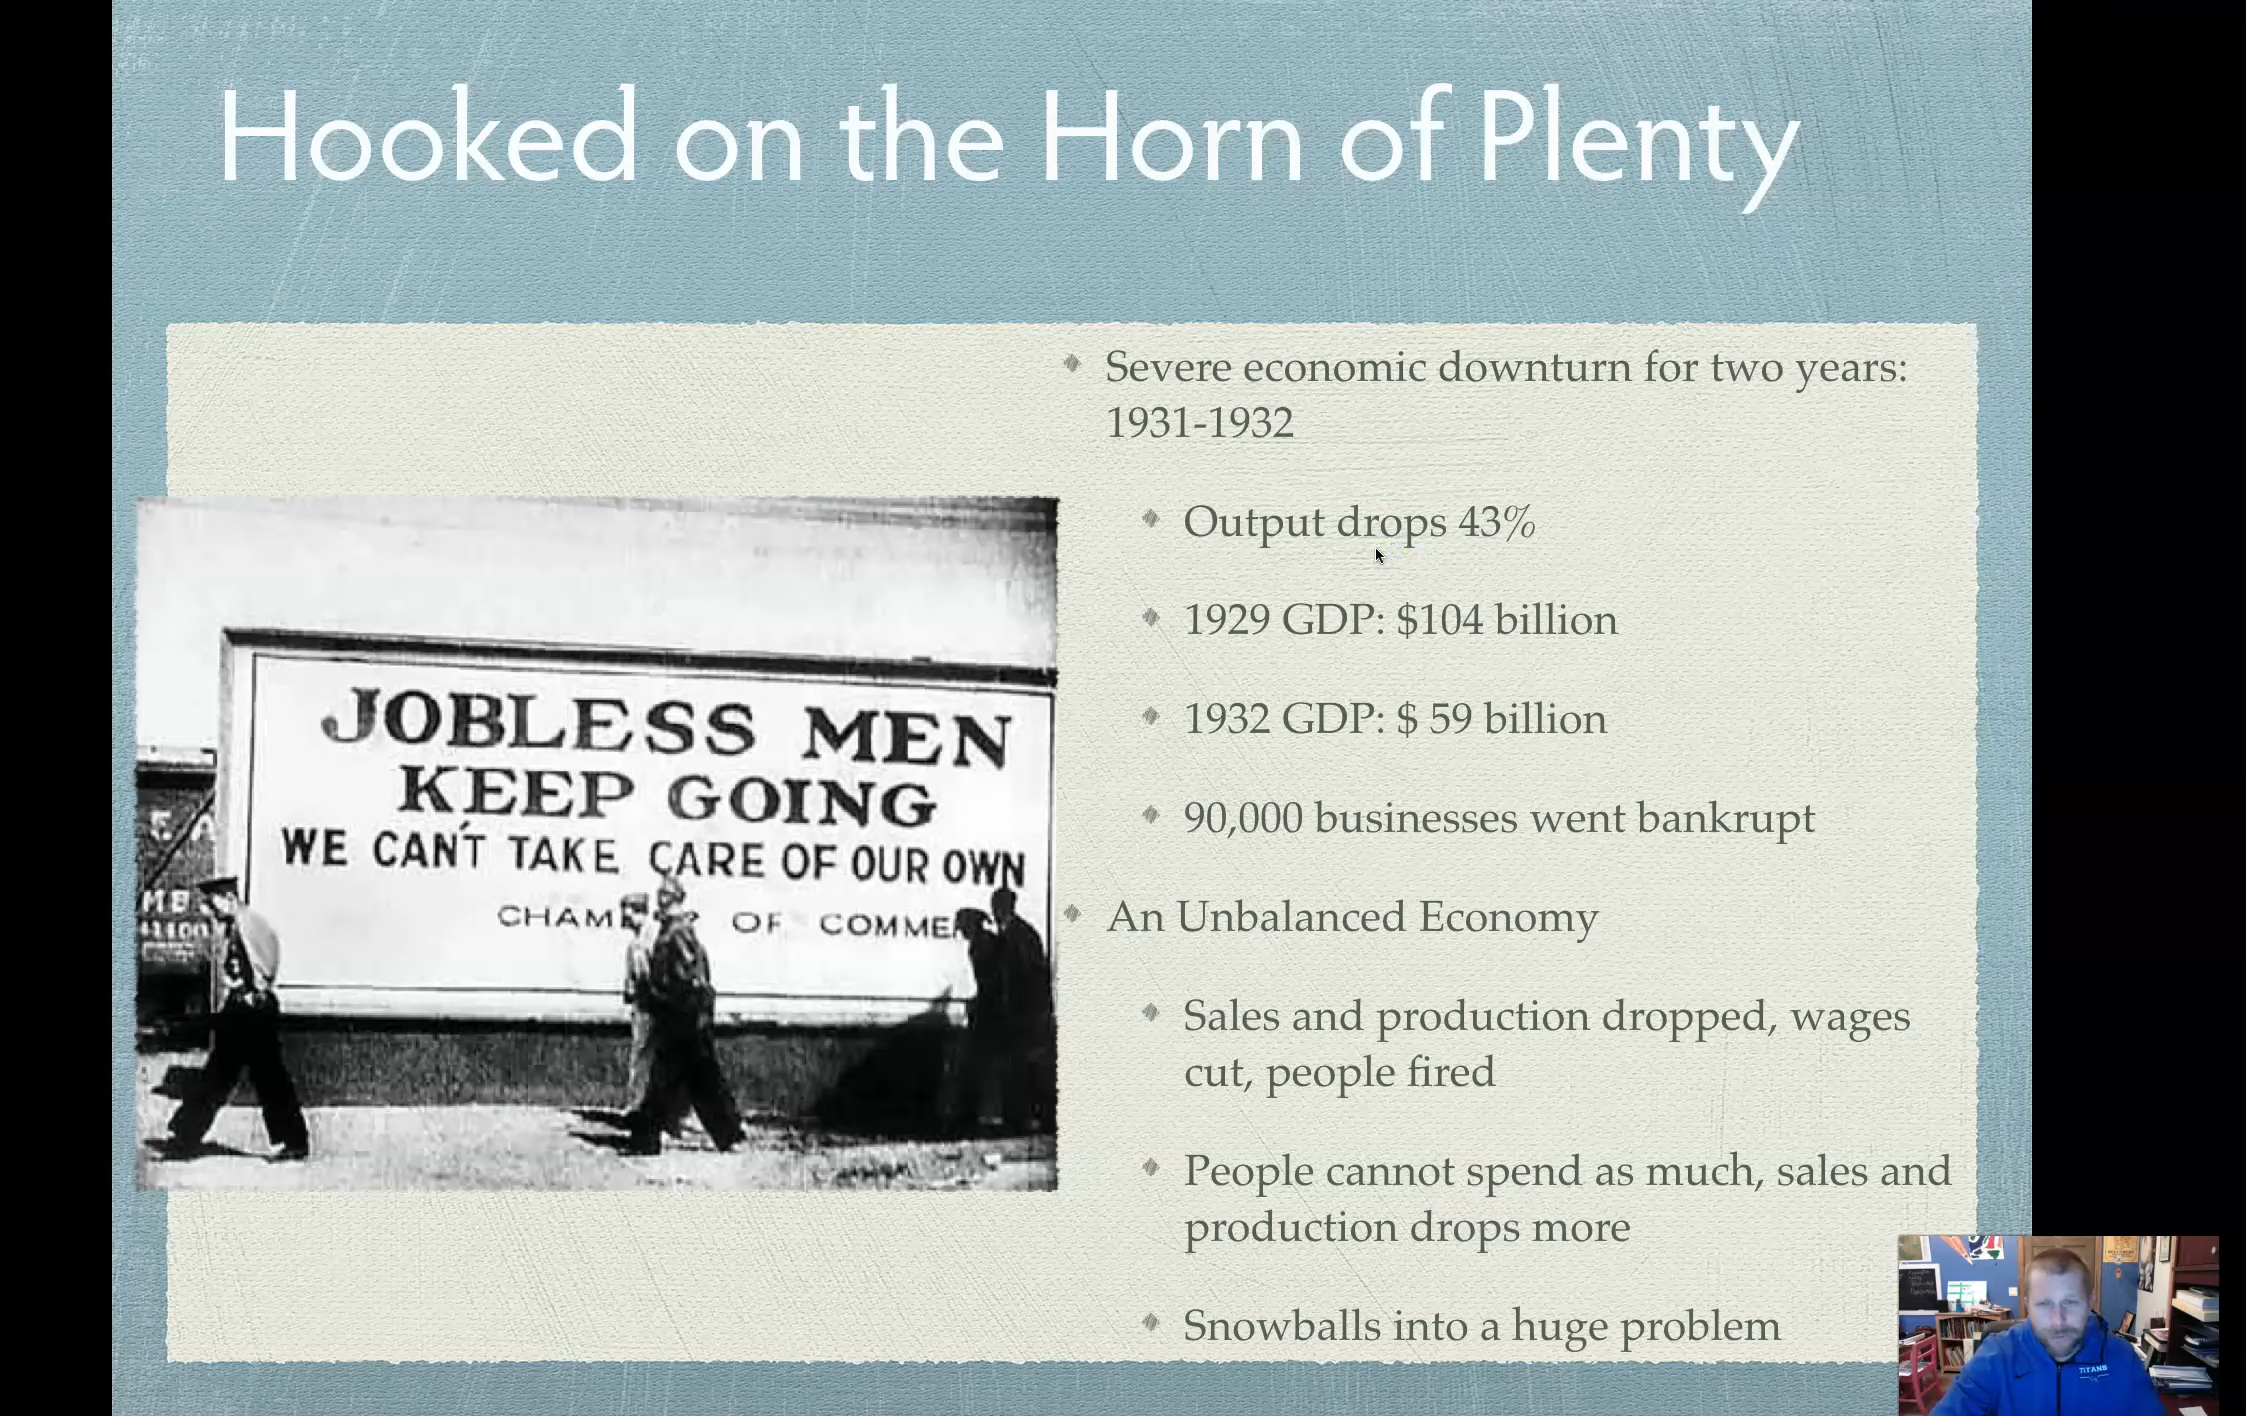 Hooked on the Horn of Plenty
Severe economic downturn for two years:
1931-1932
Output drops 43%
1929 GDP: $104 billion
1932 GDP: $ 59 billion
90,000 businesses went bankrupt
An Unbalanced Economy
Sales and production dropped, wages
cut, people fired
People cannot spend as much, sales and
production drops more
Snowballs into a huge problem
JOBLESS MEN
KEEP GOING
WE CAN'T TAKE CARE OF OUR OWN
OF
TITANS